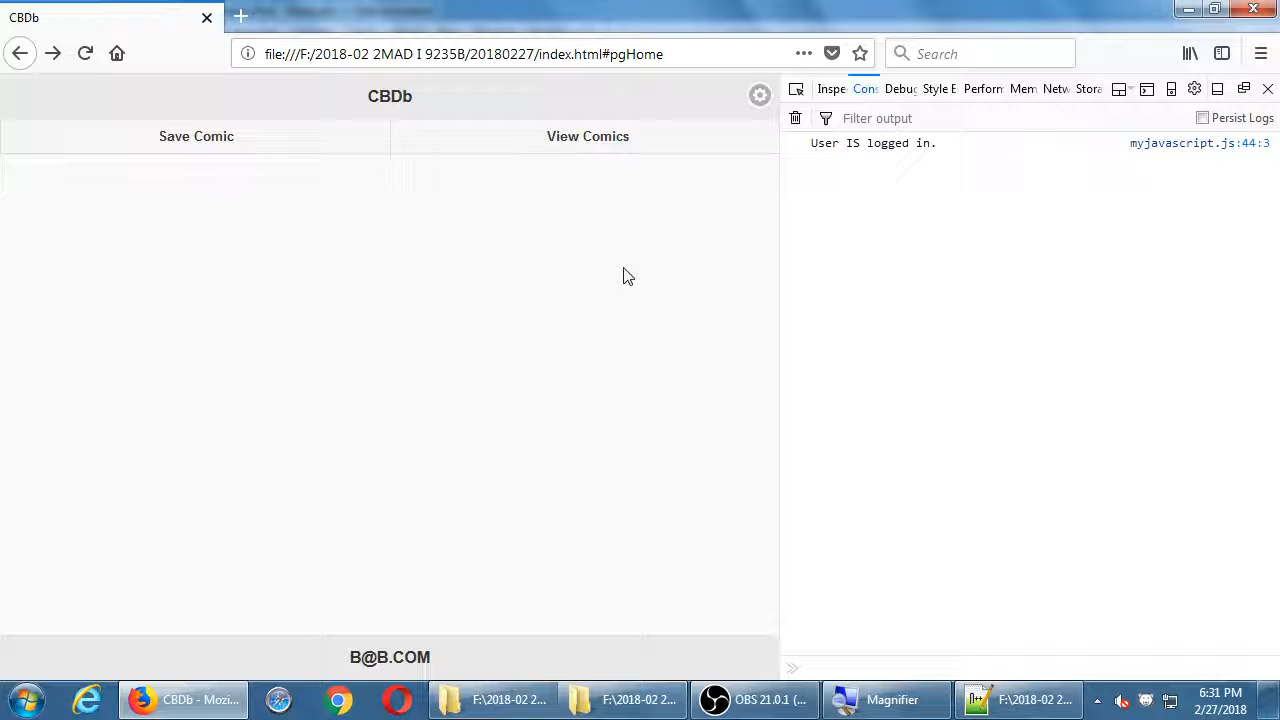 CBDb
file:///F:/2018-02 2MAD I 9235B/20180227/index.html#pgHome
Search
CBDb
Save Comic
View Comics
B@B.COM
Inspe
Cons
Debug
Style E
Perform
Mem
Netw
Stora
Filter output
Persist Logs
User IS logged in.
myjavascript.js:44:3
CBDb - Mozi...
F:\2018-02 2...
F:\2018-02 2...
OBS 21.0.1 (...
Magnifier
F:\2018-02 2...
6:31 PM
2/27/2018